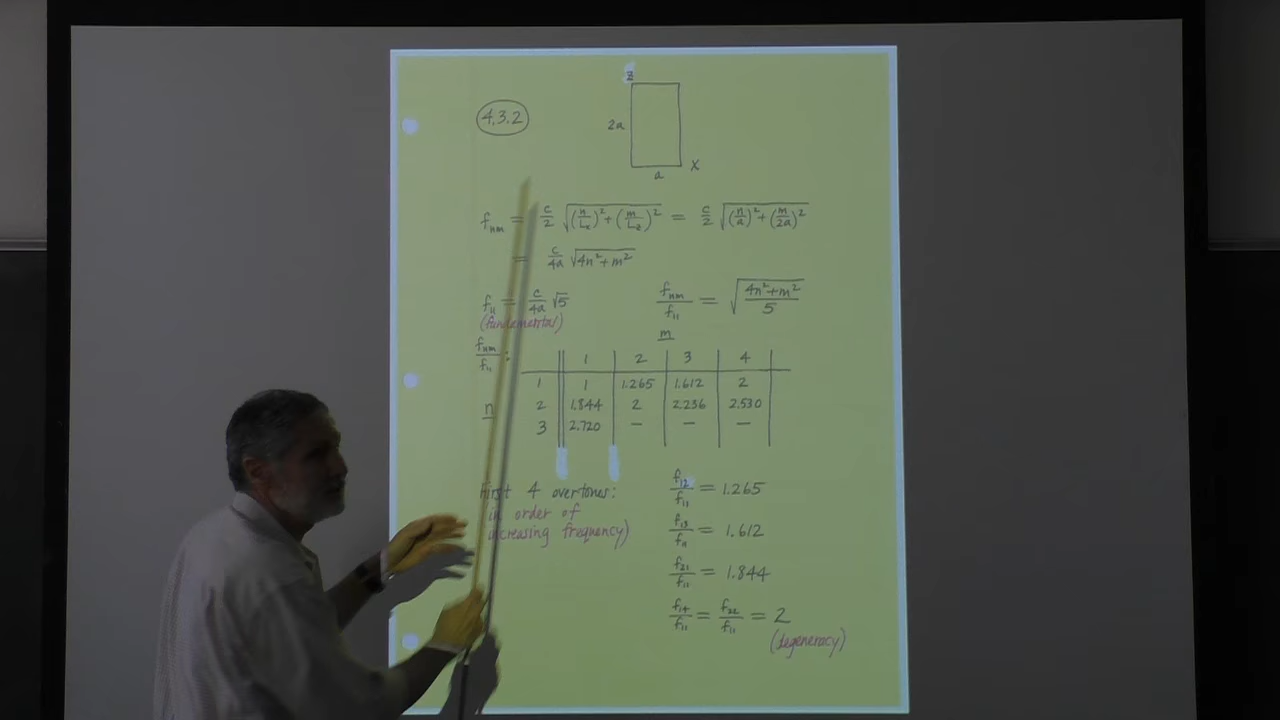 z
4.3.2
2a
x
a
f_nm = c/2 √((n/L_x)² + (m/L_z)²) = c/2 √((n/a)² + (m/2a)²)
= c/4a √(4n² + m²)
f_11 = c/4a √5
f_nm/f_11 = √((4n² + m²)/5)
(fundamental)
m
f_nm/f_11 :
1 2 3 4
1 1 1.265 1.612 2
n 2 1.844 2 2.236 2.530
3 2.720 — — —
First 4 overtones:
in order of
increasing frequency)
f_12/f_11 = 1.265
f_13/f_11 = 1.612
f_21/f_11 = 1.844
f_14/f_11 = f_22/f_11 = 2
(degeneracy)